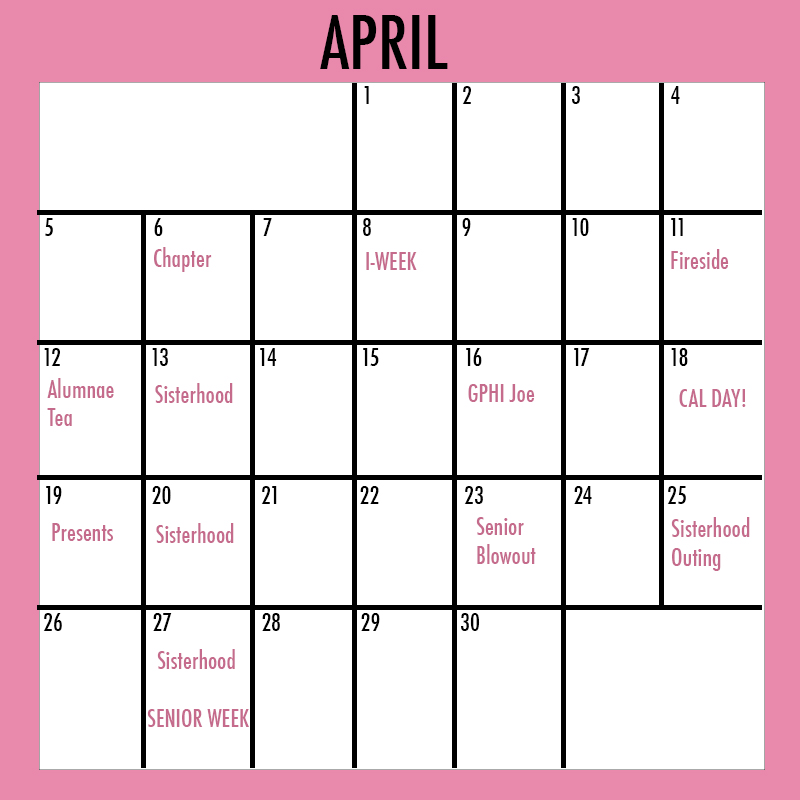 APRIL
1 2 3 4
5 6 7 8 9 10 11
Chapter I-WEEK Fireside
12 13 14 15 16 17 18
Alumnae Sisterhood GPHI Joe CAL DAY!
Tea
19 20 21 22 23 24 25
Presents Sisterhood Senior Sisterhood
Blowout Outing
26 27 28 29 30
Sisterhood
SENIOR WEEK